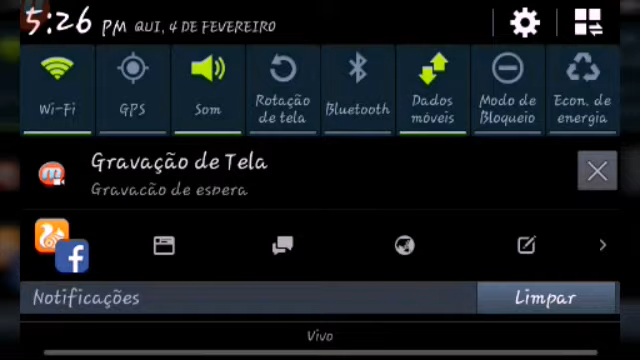 5:26 PM QUI, 4 DE FEVEREIRO
Wi-Fi
GPS
Som
Rotação de tela
Bluetooth
Dados móveis
Modo de Bloqueio
Econ. de energia
Gravação de Tela
Gravação de espera
Notificações
Limpar
Vivo